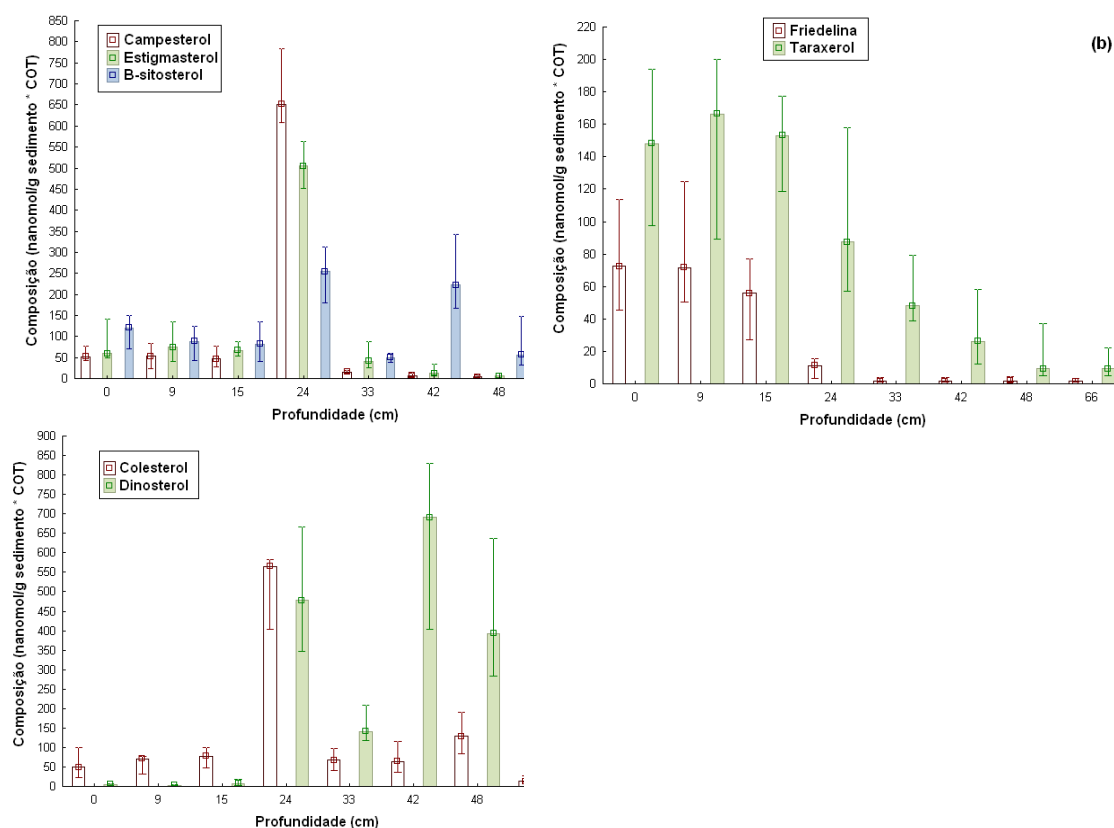 Composição (nanomol/g sedimento * COT)
850
800
750
700
650
600
550
500
450
400
350
300
250
200
150
100
50
0
Campesterol
Estigmasterol
B-sitosterol
0 9 15 24 33 42 48
Profundidade (cm)
Composição (nanomol/g sedimento * COT)
220
200
180
160
140
120
100
80
60
40
20
0
Friedelina
Taraxerol
(b)
0 9 15 24 33 42 48 66
Profundidade (cm)
Composição (nanomol/g sedimento * COT)
900
850
800
750
700
650
600
550
500
450
400
350
300
250
200
150
100
50
0
Colesterol
Dinosterol
0 9 15 24 33 42 48
Profundidade (cm)